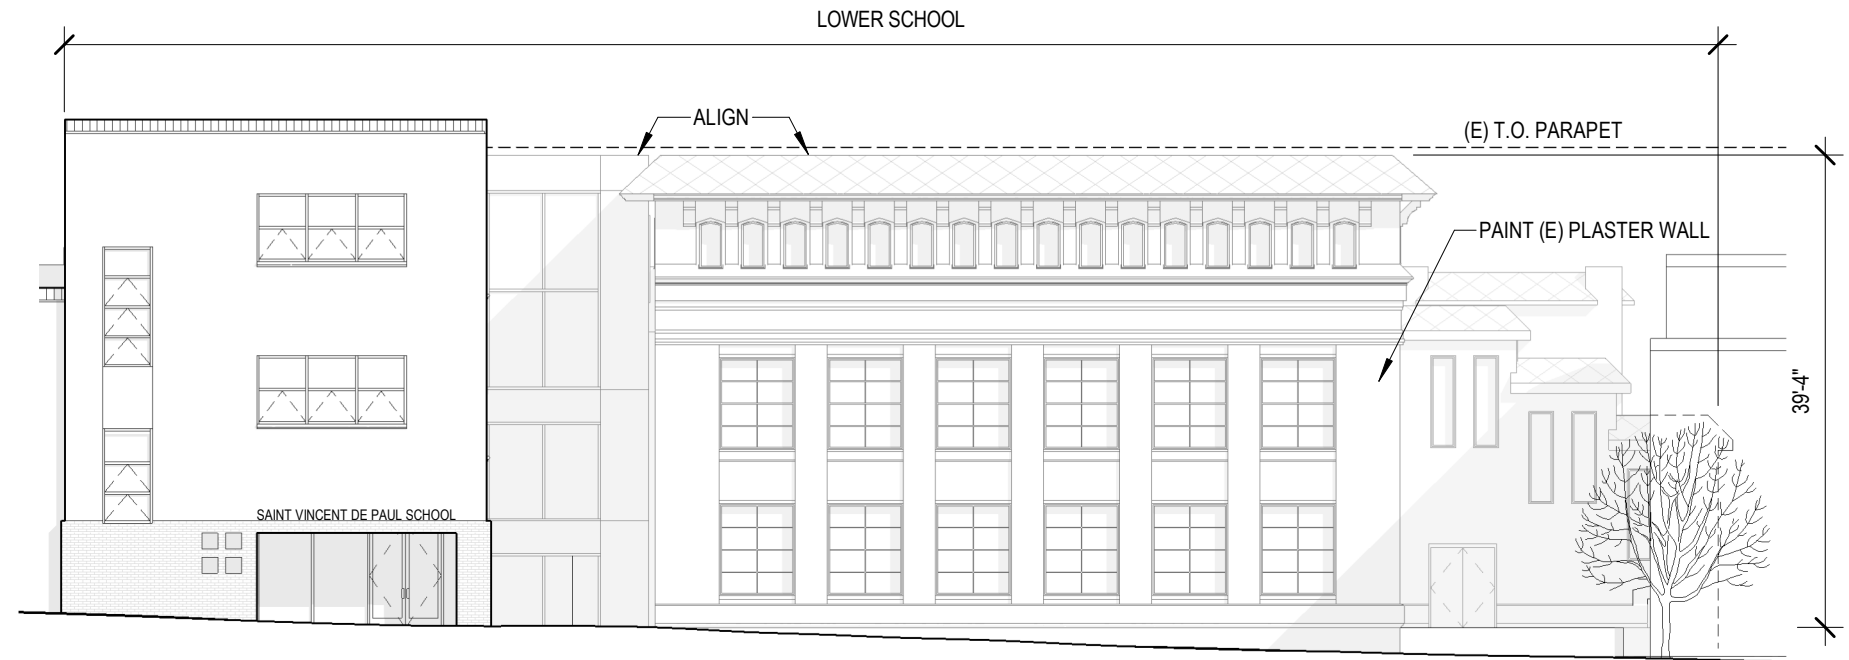 LOWER SCHOOL
ALIGN
(E) T.O. PARAPET
PAINT (E) PLASTER WALL
39'-4"
SAINT VINCENT DE PAUL SCHOOL